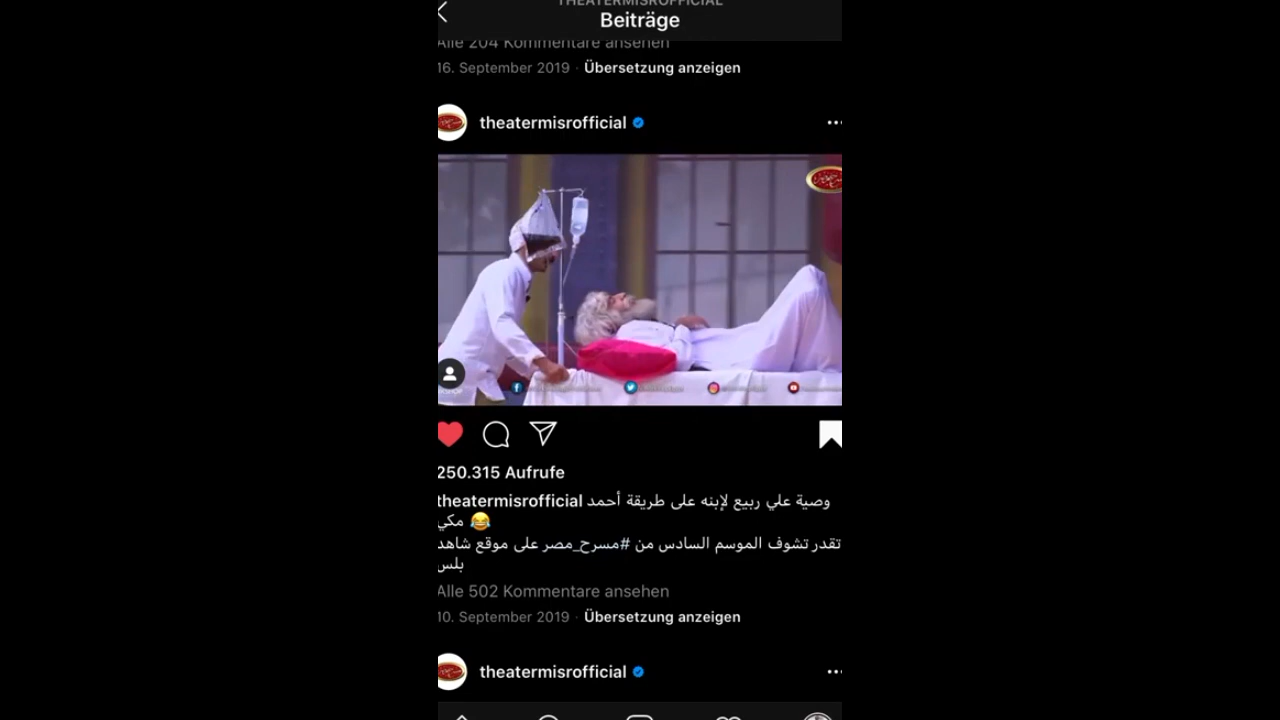 THEATERMISROFFICIAL
Beiträge
Alle 204 Kommentare ansehen
16. September 2019 · Übersetzung anzeigen
theatermisrofficial
250.315 Aufrufe
theatermisrofficial وصية علي ربيع لإبنه على طريقة أحمد
مكي 😂
تقدر تشوف الموسم السادس من #مسرح_مصر على موقع شاهد
بلس
Alle 502 Kommentare ansehen
10. September 2019 · Übersetzung anzeigen
theatermisrofficial